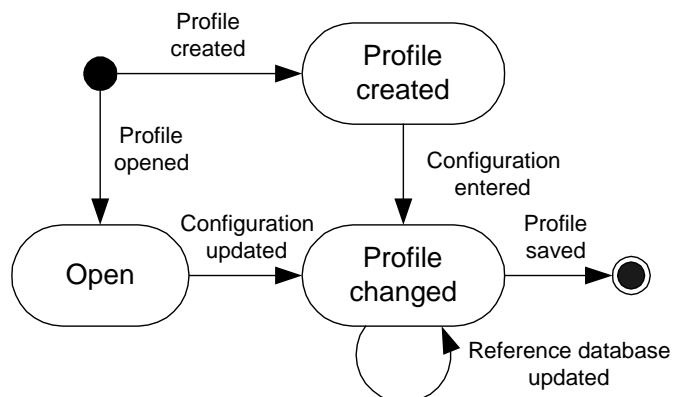 Profile
created
Profile
created
Profile
opened
Configuration
entered
Configuration
updated
Profile
saved
Open
Profile
changed
Reference database
updated